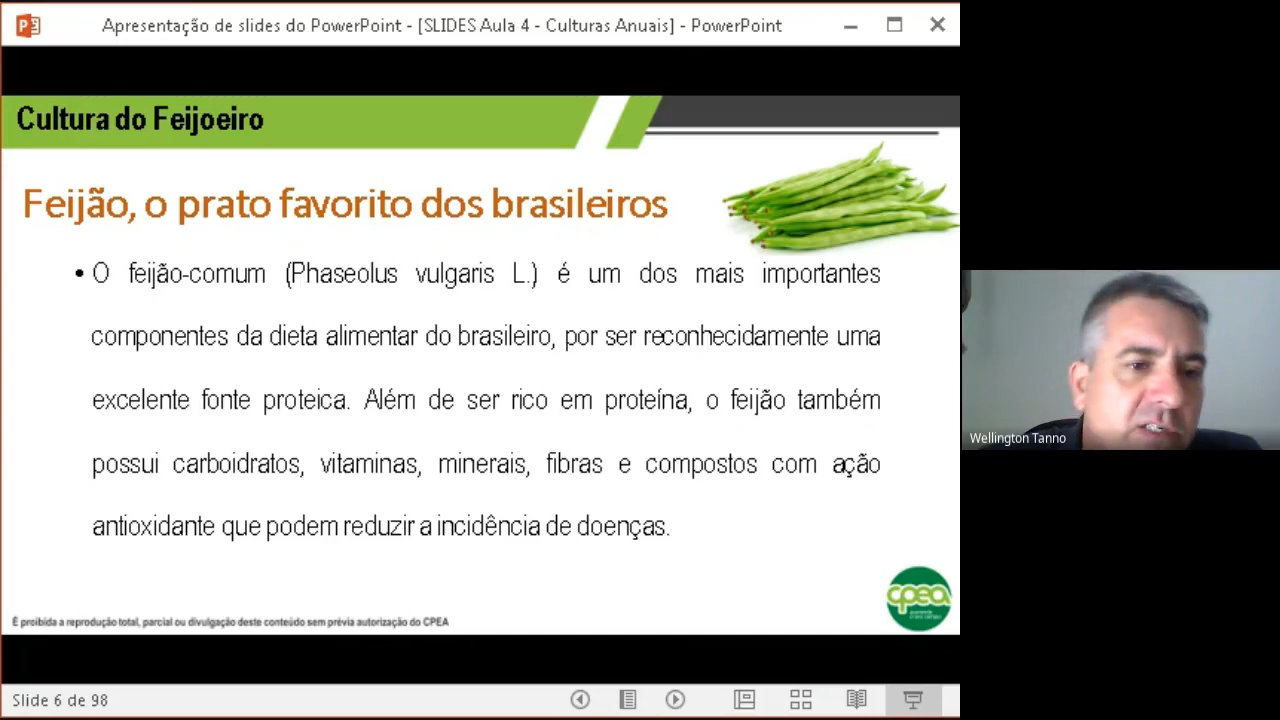 Apresentação de slides do PowerPoint - [SLIDES Aula 4 - Culturas Anuais] - PowerPoint
Cultura do Feijoeiro
Feijão, o prato favorito dos brasileiros
• O feijão-comum (Phaseolus vulgaris L.) é um dos mais importantes
componentes da dieta alimentar do brasileiro, por ser reconhecidamente uma
excelente fonte proteica. Além de ser rico em proteína, o feijão também
possui carboidratos, vitaminas, minerais, fibras e compostos com ação
antioxidante que podem reduzir a incidência de doenças.
Wellington Tanno
cpea
É proibida a reprodução total, parcial ou divulgação deste conteúdo sem prévia autorização do CPEA
Slide 6 de 98